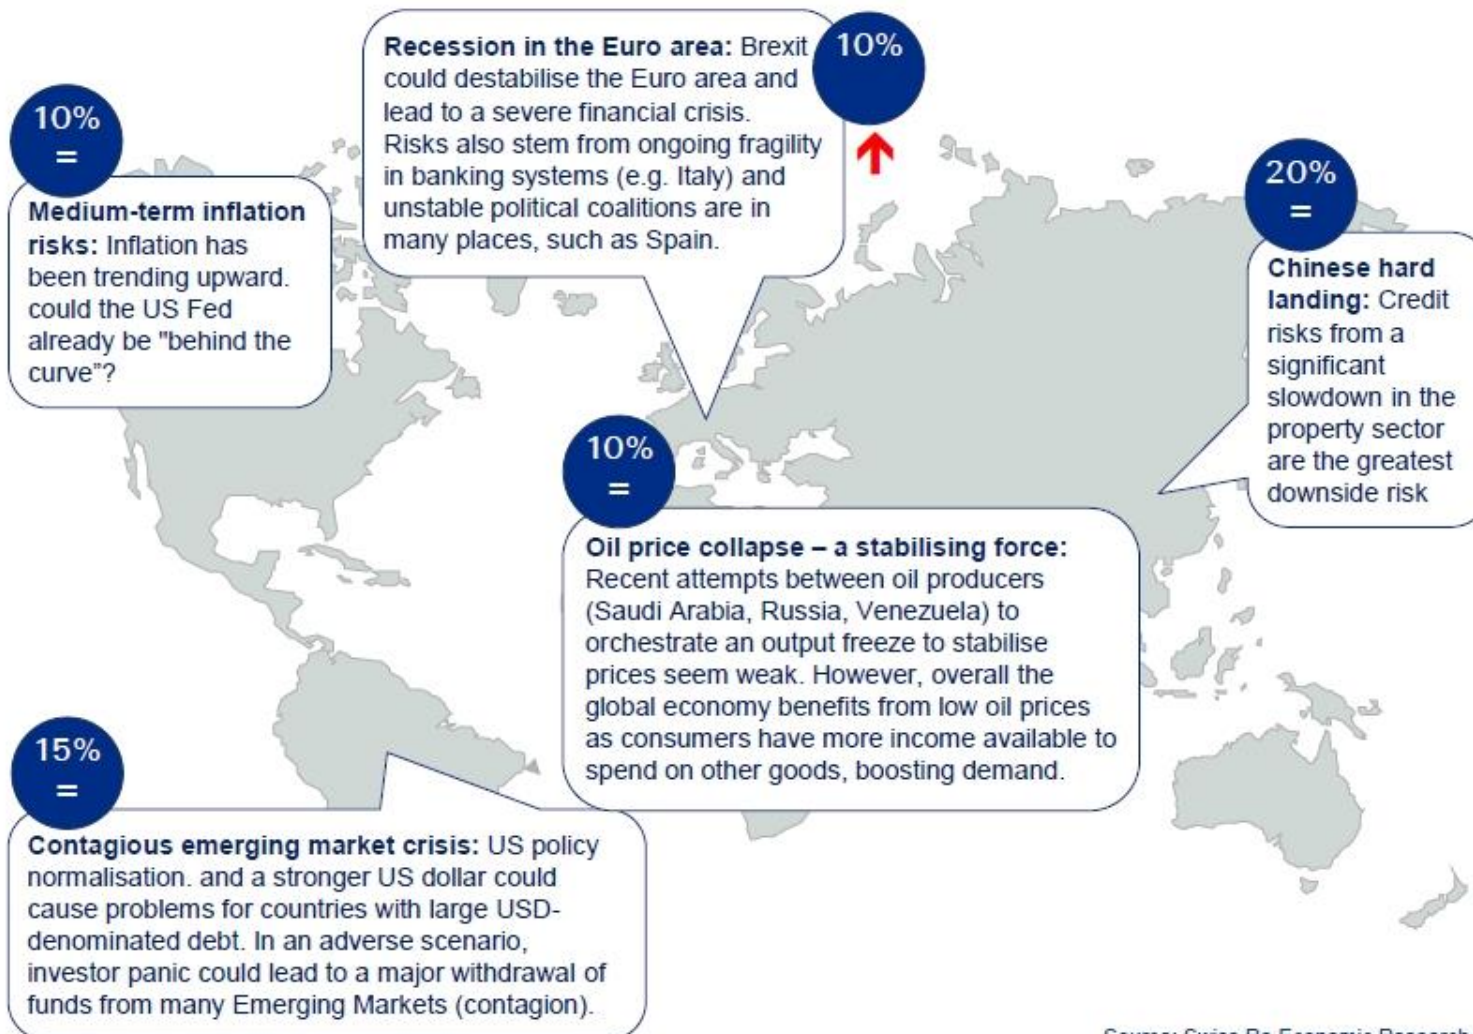 Recession in the Euro area: Brexit
could destabilise the Euro area and
lead to a severe financial crisis.
Risks also stem from ongoing fragility
in banking systems (e.g. Italy) and
unstable political coalitions are in
many places, such as Spain.
10%
10%
=
Medium-term inflation
risks: Inflation has
been trending upward.
could the US Fed
already be "behind the
curve"?
20%
=
Chinese hard
landing: Credit
risks from a
significant
slowdown in the
property sector
are the greatest
downside risk
10%
=
Oil price collapse – a stabilising force:
Recent attempts between oil producers
(Saudi Arabia, Russia, Venezuela) to
orchestrate an output freeze to stabilise
prices seem weak. However, overall the
global economy benefits from low oil prices
as consumers have more income available to
spend on other goods, boosting demand.
15%
=
Contagious emerging market crisis: US policy
normalisation. and a stronger US dollar could
cause problems for countries with large USD-
denominated debt. In an adverse scenario,
investor panic could lead to a major withdrawal of
funds from many Emerging Markets (contagion).
Source: Swiss Re Economic Research